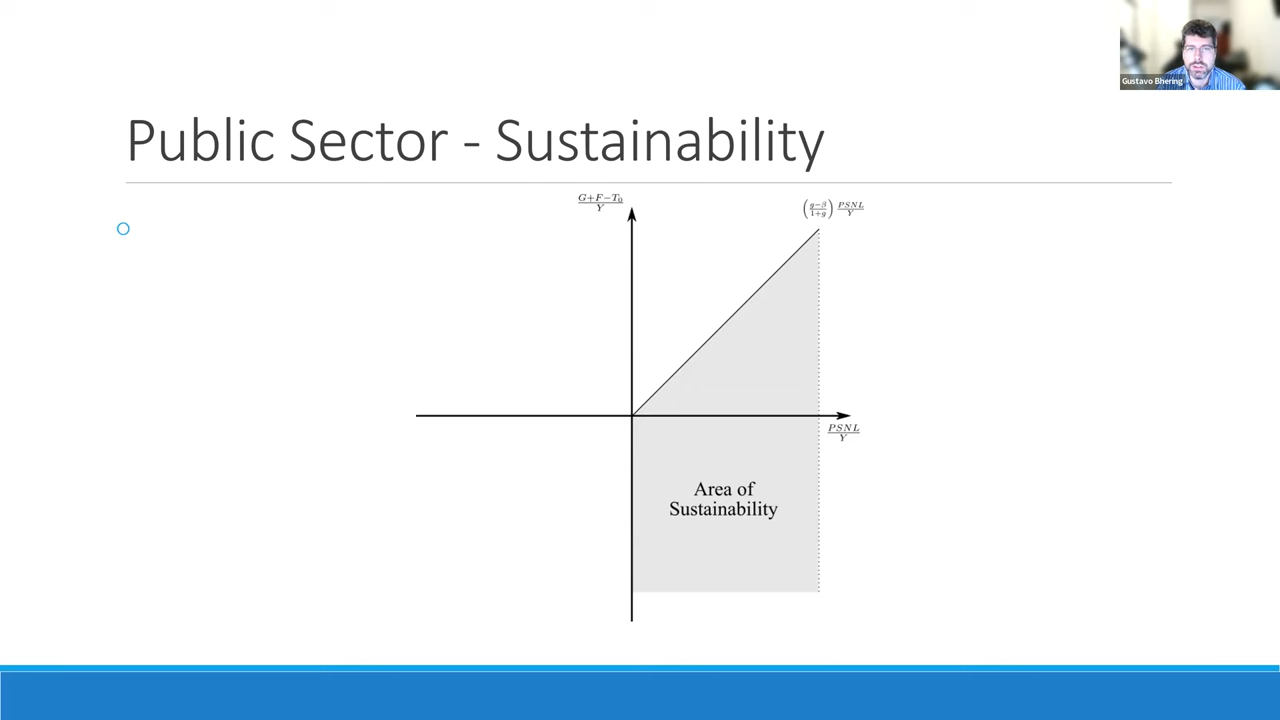 Gustavo Bhering
Public Sector - Sustainability
G+F−T₀
Y
(g−β / 1+g) PSNL / Y
PSNL
Y
Area of
Sustainability